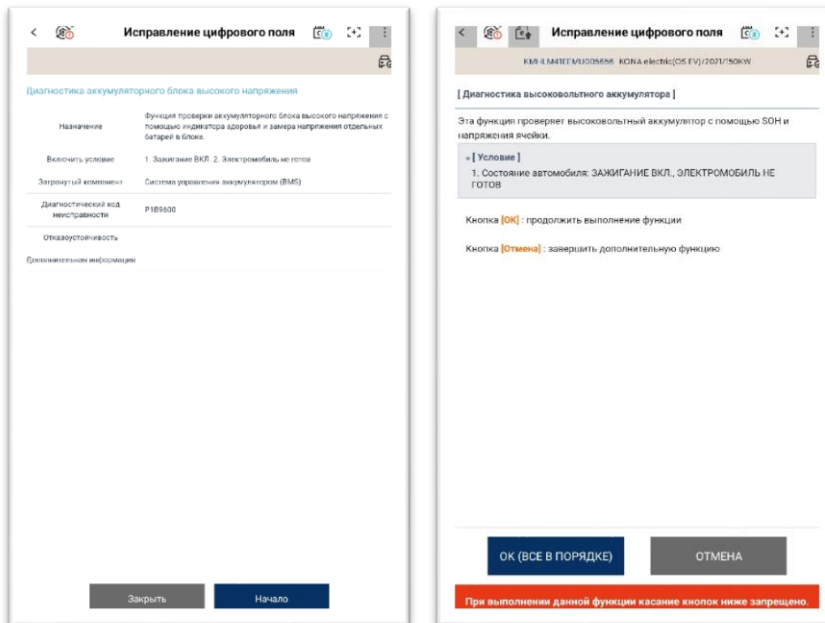 Исправление цифрового поля
Диагностика аккумуляторного блока высокого напряжения
Назначение
Функция проверки аккумуляторного блока высокого напряжения с
помощью индикатора здоровья и замера напряжения отдельных
батарей в блоке.
Включить условие
1. Зажигание ВКЛ. 2. Электромобиль не готов
Затронутый компонент
Система управления аккумулятором (BMS)
Диагностический код
неисправности
P1B9600
Отказоустойчивость
Дополнительная информация
Закрыть
Начало
Исправление цифрового поля
KONA electric(OS EV)/2021/150KW
[ Диагностика высоковольтного аккумулятора ]
Эта функция проверяет высоковольтный аккумулятор с помощью SOH и
напряжения ячейки.
[ Условие ]
1. Состояние автомобиля: ЗАЖИГАНИЕ ВКЛ., ЭЛЕКТРОМОБИЛЬ НЕ
ГОТОВ
Кнопка [OK] : продолжить выполнение функции
Кнопка [Отмена] : завершить дополнительную функцию
ОК (ВСЕ В ПОРЯДКЕ)
ОТМЕНА
При выполнении данной функции касание кнопок ниже запрещено.